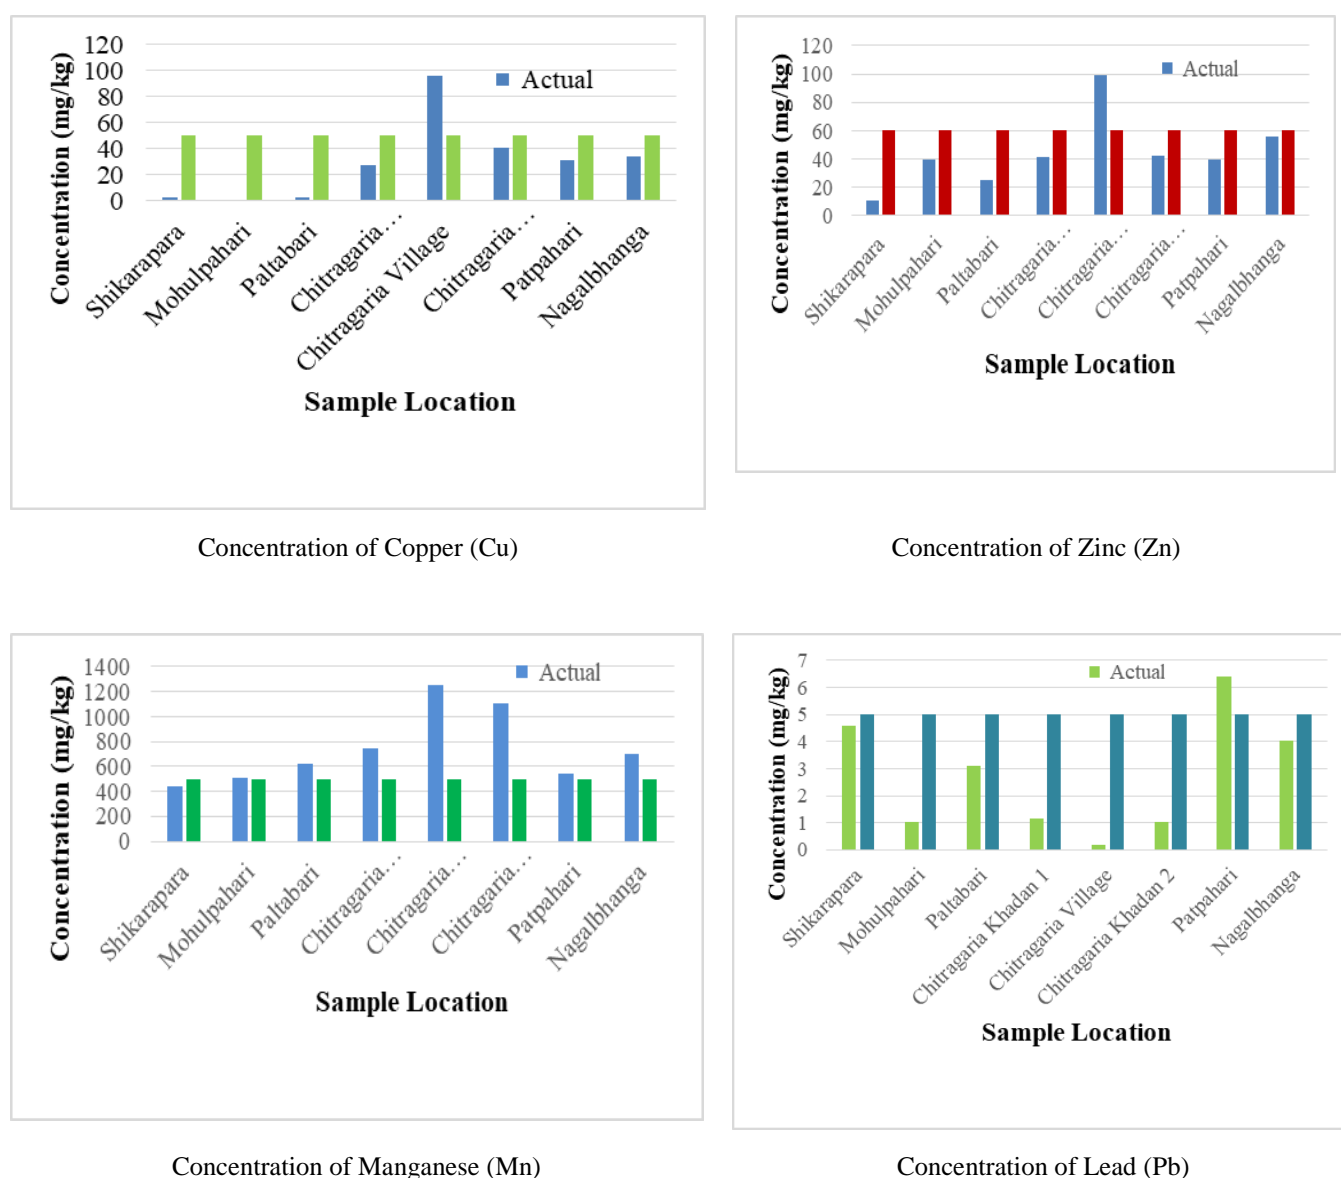 Concentration (mg/kg)
120
100
80
60
40
20
0
Actual
Shikarapara
Mohulpahari
Paltabari
Chitragaria…
Chitragaria Village
Chitragaria…
Patpahari
Nagalbhanga
Sample Location
Concentration of Copper (Cu)
Concentration (mg/kg)
120
100
80
60
40
20
0
Actual
Shikarapara
Mohulpahari
Paltabari
Chitragaria…
Chitragaria…
Chitragaria…
Patpahari
Nagalbhanga
Sample Location
Concentration of Zinc (Zn)
Concentration (mg/kg)
1400
1200
1000
800
600
400
200
0
Actual
Shikarapara
Mohulpahari
Paltabari
Chitragaria…
Chitragaria…
Chitragaria…
Patpahari
Nagalbhanga
Sample Location
Concentration of Manganese (Mn)
Concentration (mg/kg)
7
6
5
4
3
2
1
0
Actual
Shikarapara
Mohulpahari
Paltabari
Chitragaria Khadan 1
Chitragaria Village
Chitragaria Khadan 2
Patpahari
Nagalbhanga
Sample Location
Concentration of Lead (Pb)